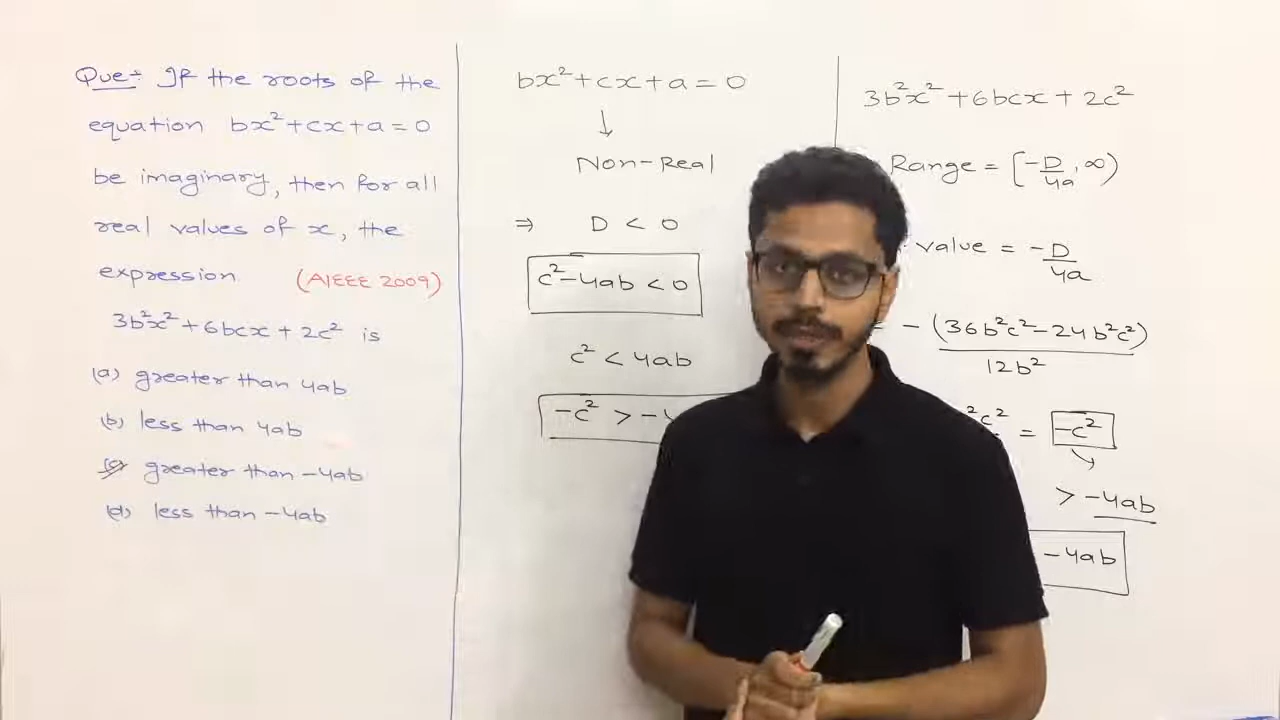 Que:- If the roots of the
equation bx²+cx+a=0
be imaginary, then for all
real values of x, the
expression (AIEEE 2009)
3b²x²+6bcx+2c² is
(a) greater than 4ab
(b) less than 4ab
(c) greater than -4ab
(d) less than -4ab
bx²+cx+a=0
↓
Non-Real
⇒ D < 0
c²-4ab < 0
c² < 4ab
-c² > -4
3b²x²+6bcx+2c²
Range = [-D/4a, ∞)
value = -D/4a
= -(36b²c²-24b²c²)/12b²
²c² = -c²
> -4ab
-4ab